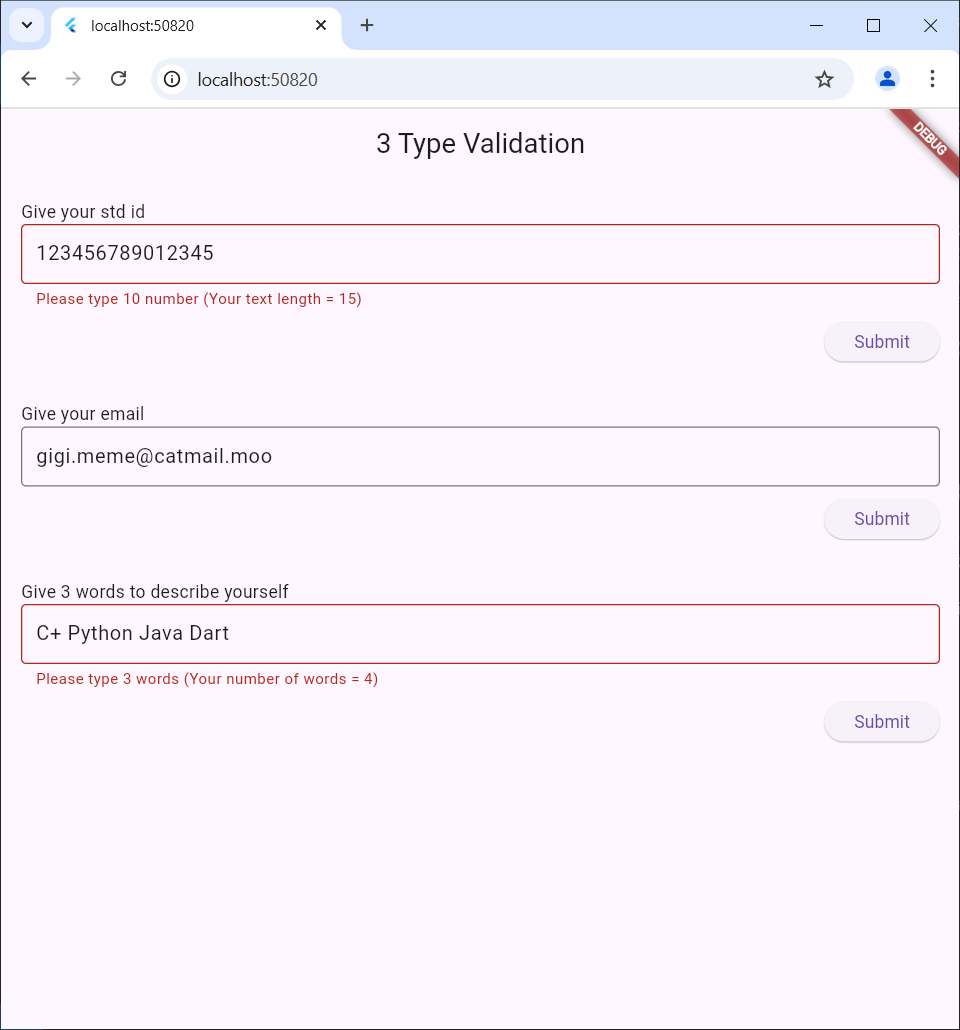 localhost:50820
localhost:50820
DEBUG
3 Type Validation
Give your std id
123456789012345
Please type 10 number (Your text length = 15)
Submit
Give your email
gigi.meme@catmail.moo
Submit
Give 3 words to describe yourself
C+ Python Java Dart
Please type 3 words (Your number of words = 4)
Submit